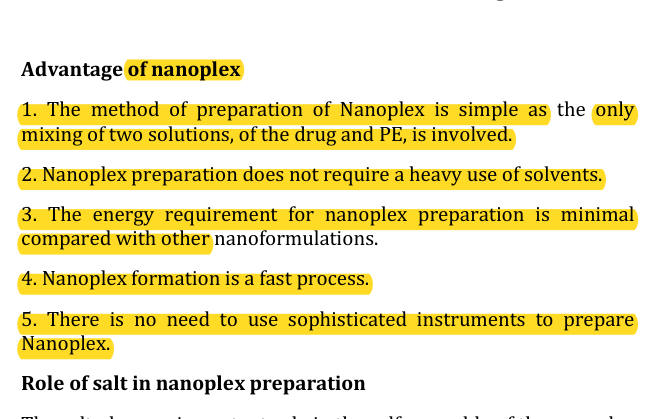 Advantage of nanoplex
1. The method of preparation of Nanoplex is simple as the only
mixing of two solutions, of the drug and PE, is involved.
2. Nanoplex preparation does not require a heavy use of solvents.
3. The energy requirement for nanoplex preparation is minimal
compared with other nanoformulations.
4. Nanoplex formation is a fast process.
5. There is no need to use sophisticated instruments to prepare
Nanoplex.
Role of salt in nanoplex preparation